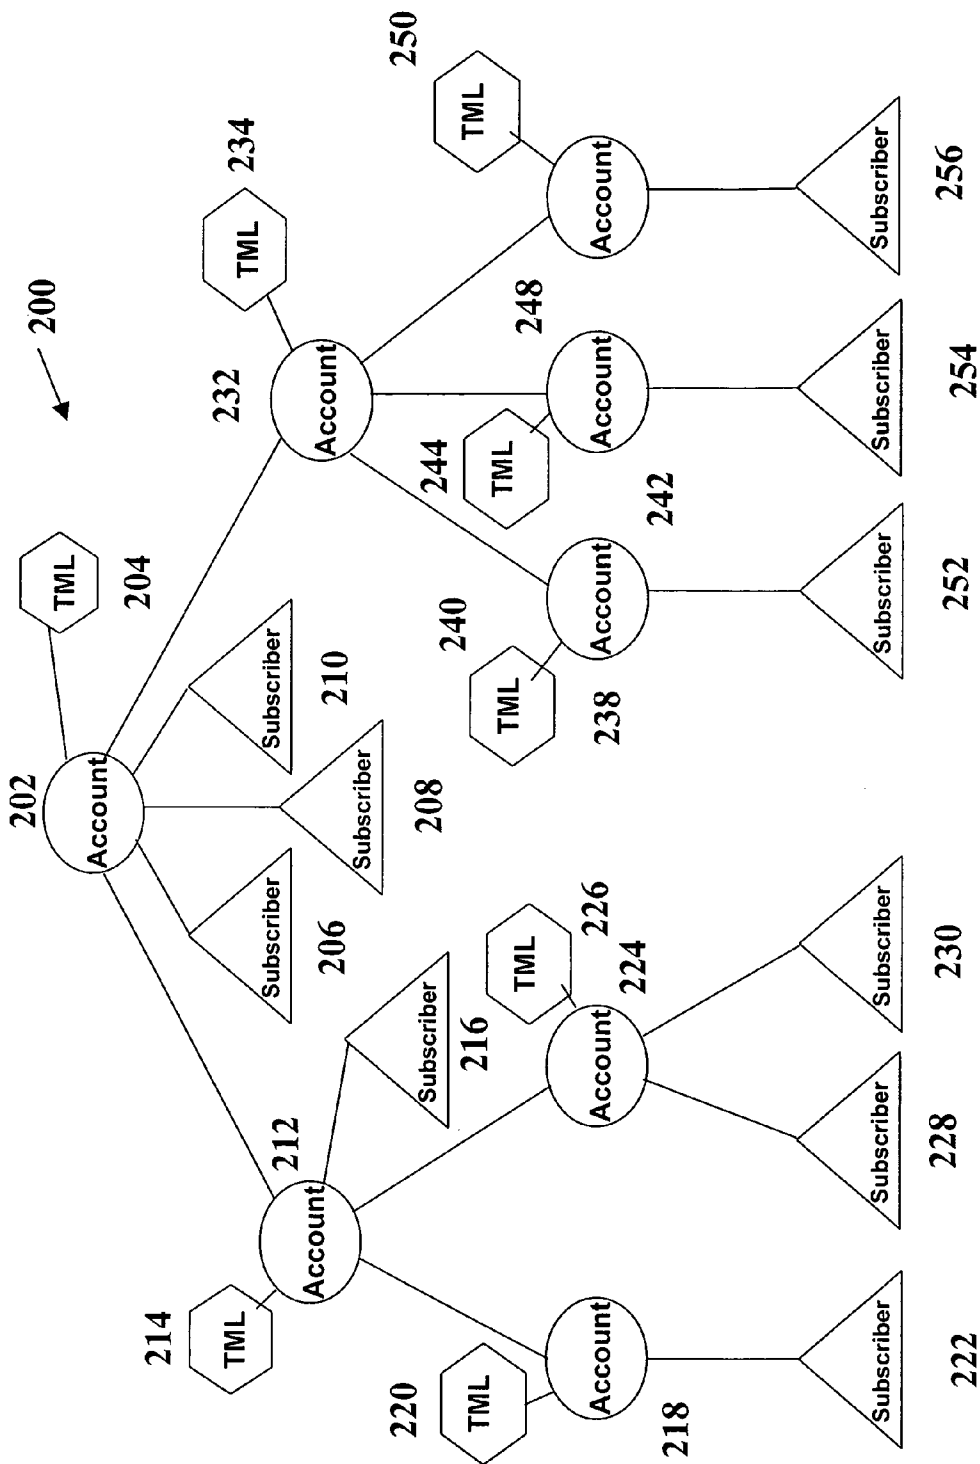 200
202
Account
TML
204
Subscriber
206
Subscriber
208
Subscriber
210
212
Account
214
TML
Subscriber
216
232
Account
TML
234
220
TML
Account
218
TML
226
Account
224
TML
238
240
Account
244
TML
Account
242
248
Account
TML
250
Subscriber
222
Subscriber
228
Subscriber
230
Subscriber
252
Subscriber
254
Subscriber
256